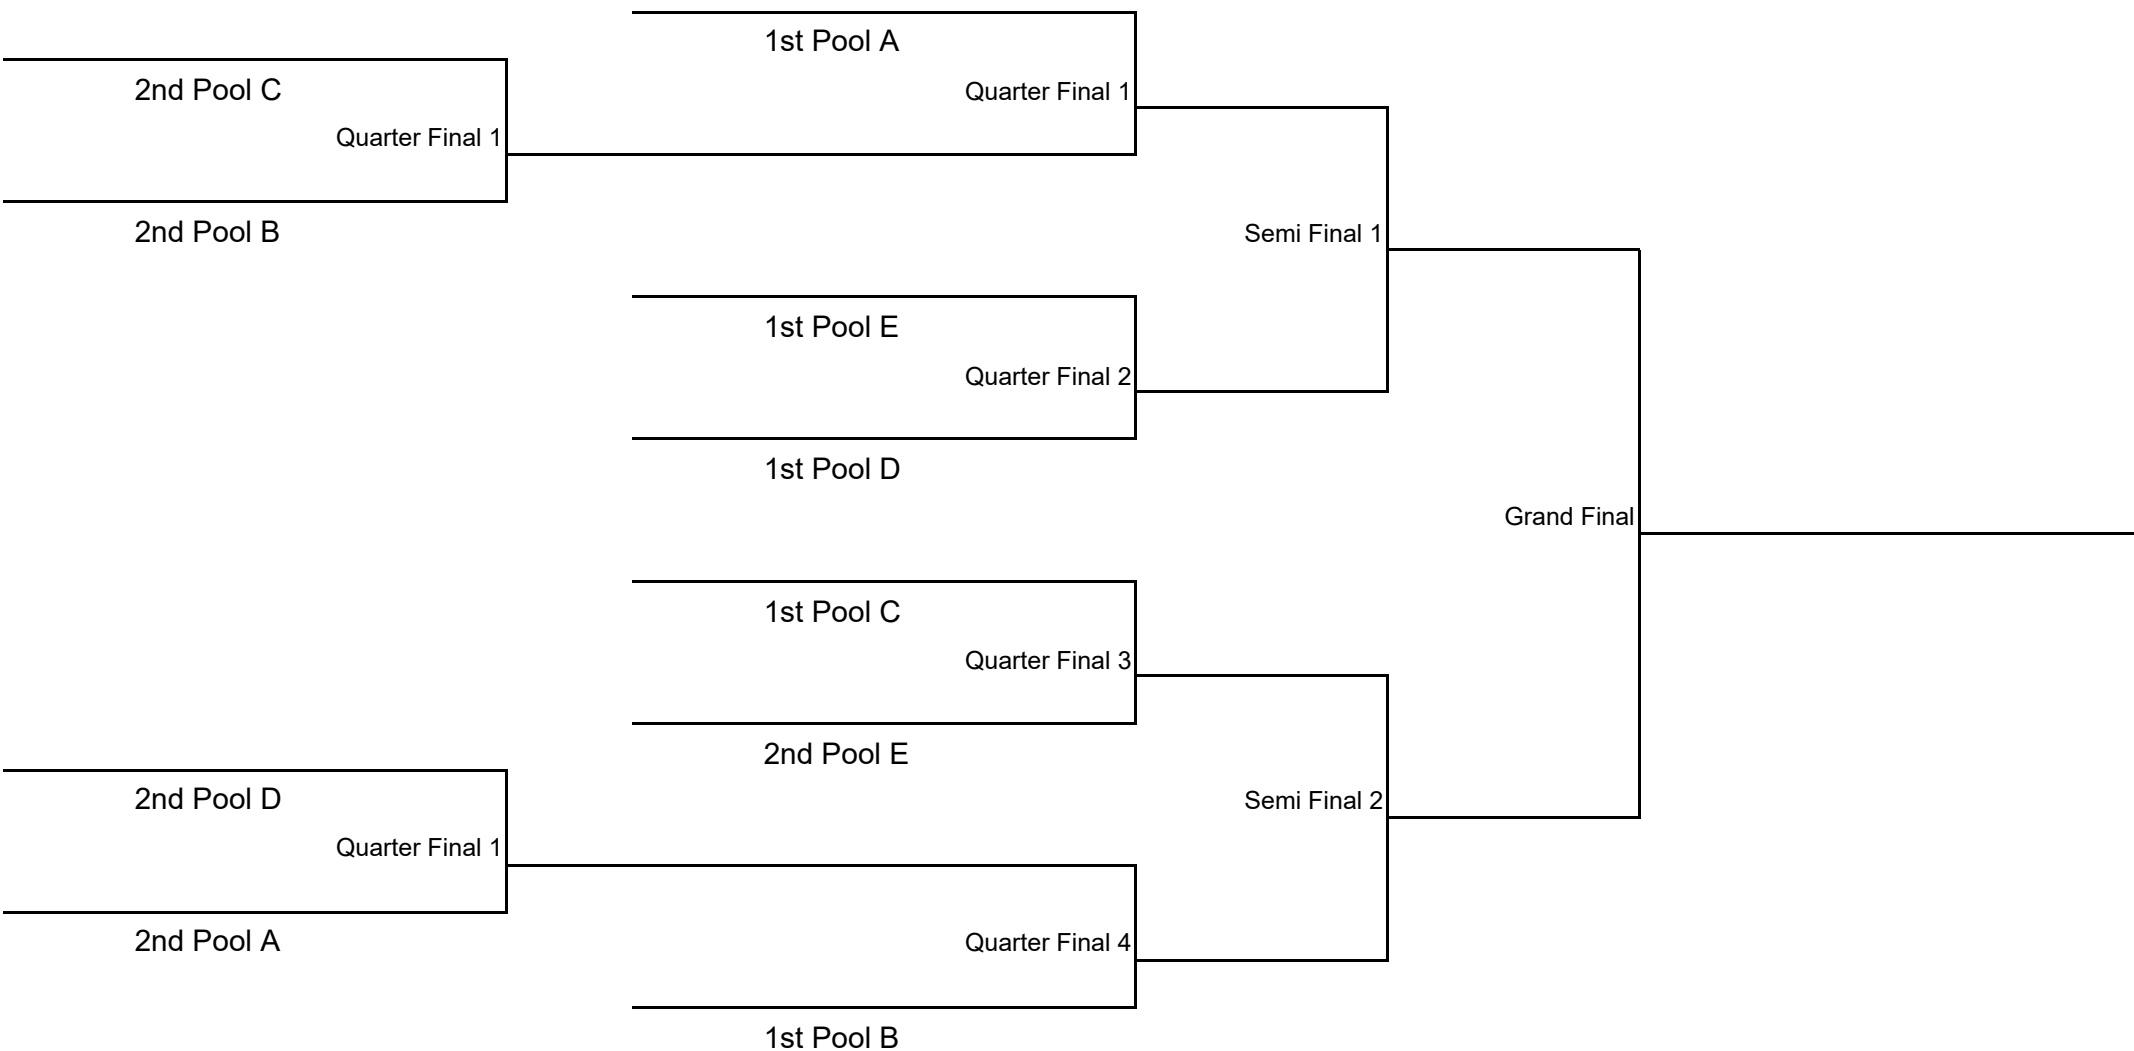 1st Pool A
2nd Pool C
Quarter Final 1
Quarter Final 1
2nd Pool B
Semi Final 1
1st Pool E
Quarter Final 2
1st Pool D
Grand Final
1st Pool C
Quarter Final 3
2nd Pool E
2nd Pool D
Semi Final 2
Quarter Final 1
2nd Pool A
Quarter Final 4
1st Pool B